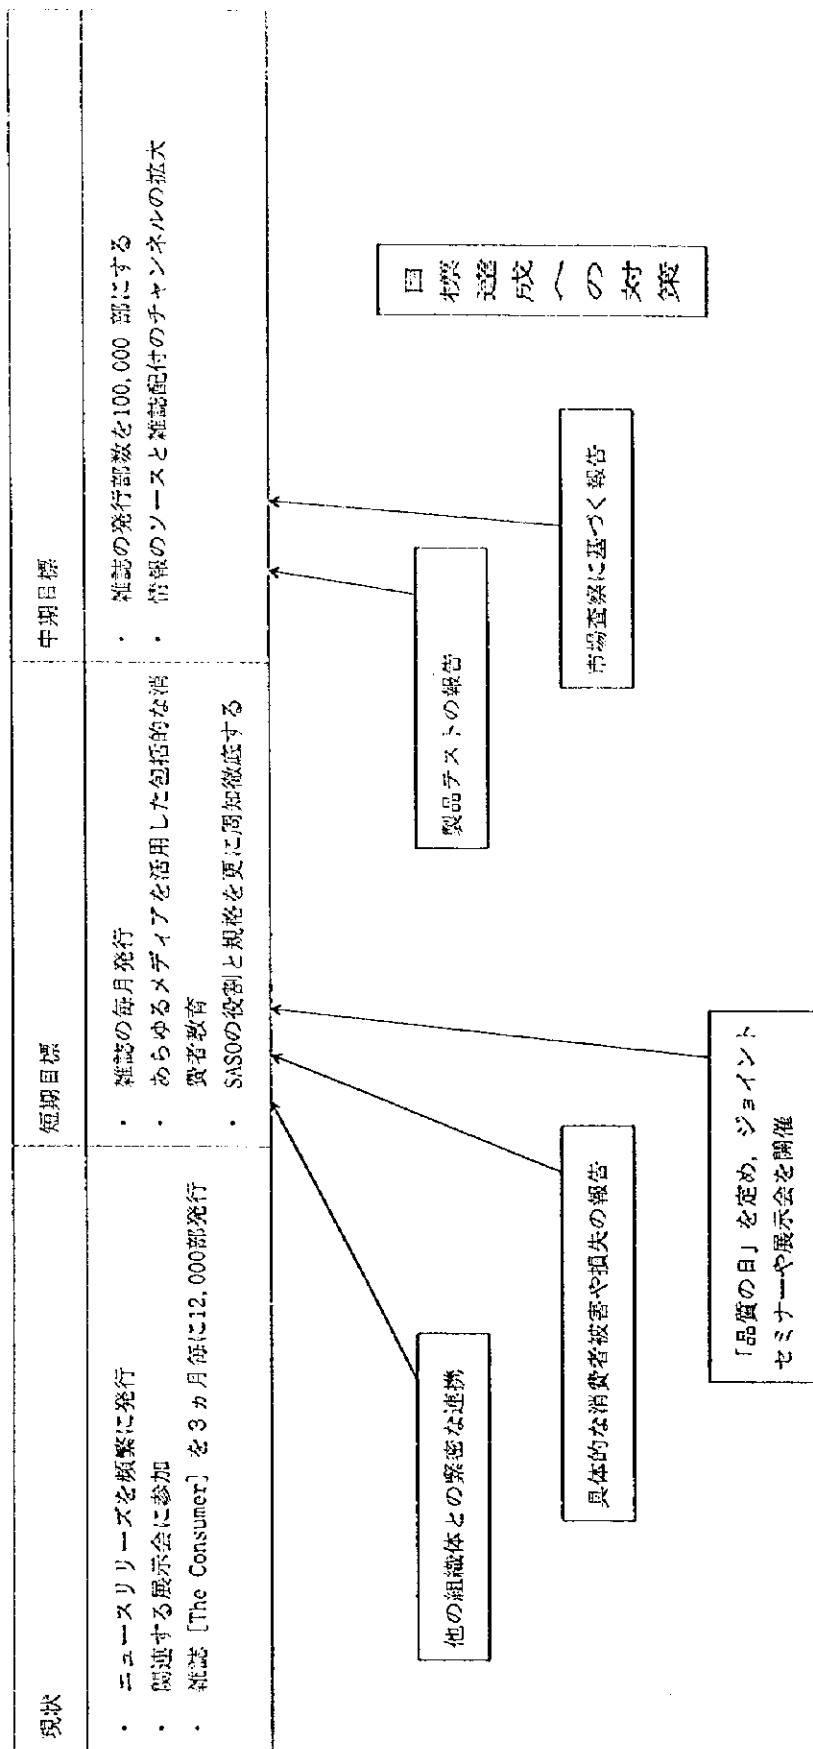 現状
・ ニュースリリーズを頻繁に発行
・ 関連する展示会に参加
・ 雑誌［The Consumer］を３ヵ月毎に12,000部発行
短期目標
・ 雑誌の毎月発行
・ あらゆるメディアを活用した包括的な消
費者教育
・ SASOの役割と規格を更に周知徹底する
中期目標
・ 雑誌の発行部数を100,000 部にする
・ 情報のソースと雑誌配付のチャンネルの拡大
他の組織体との緊密な連携
具体的な消費者被害や損失の報告
「品質の日」を定め，ジョイント
セミナーや展示会を開催
製品テストの報告
市場査察に基づく報告
目標達成への対策